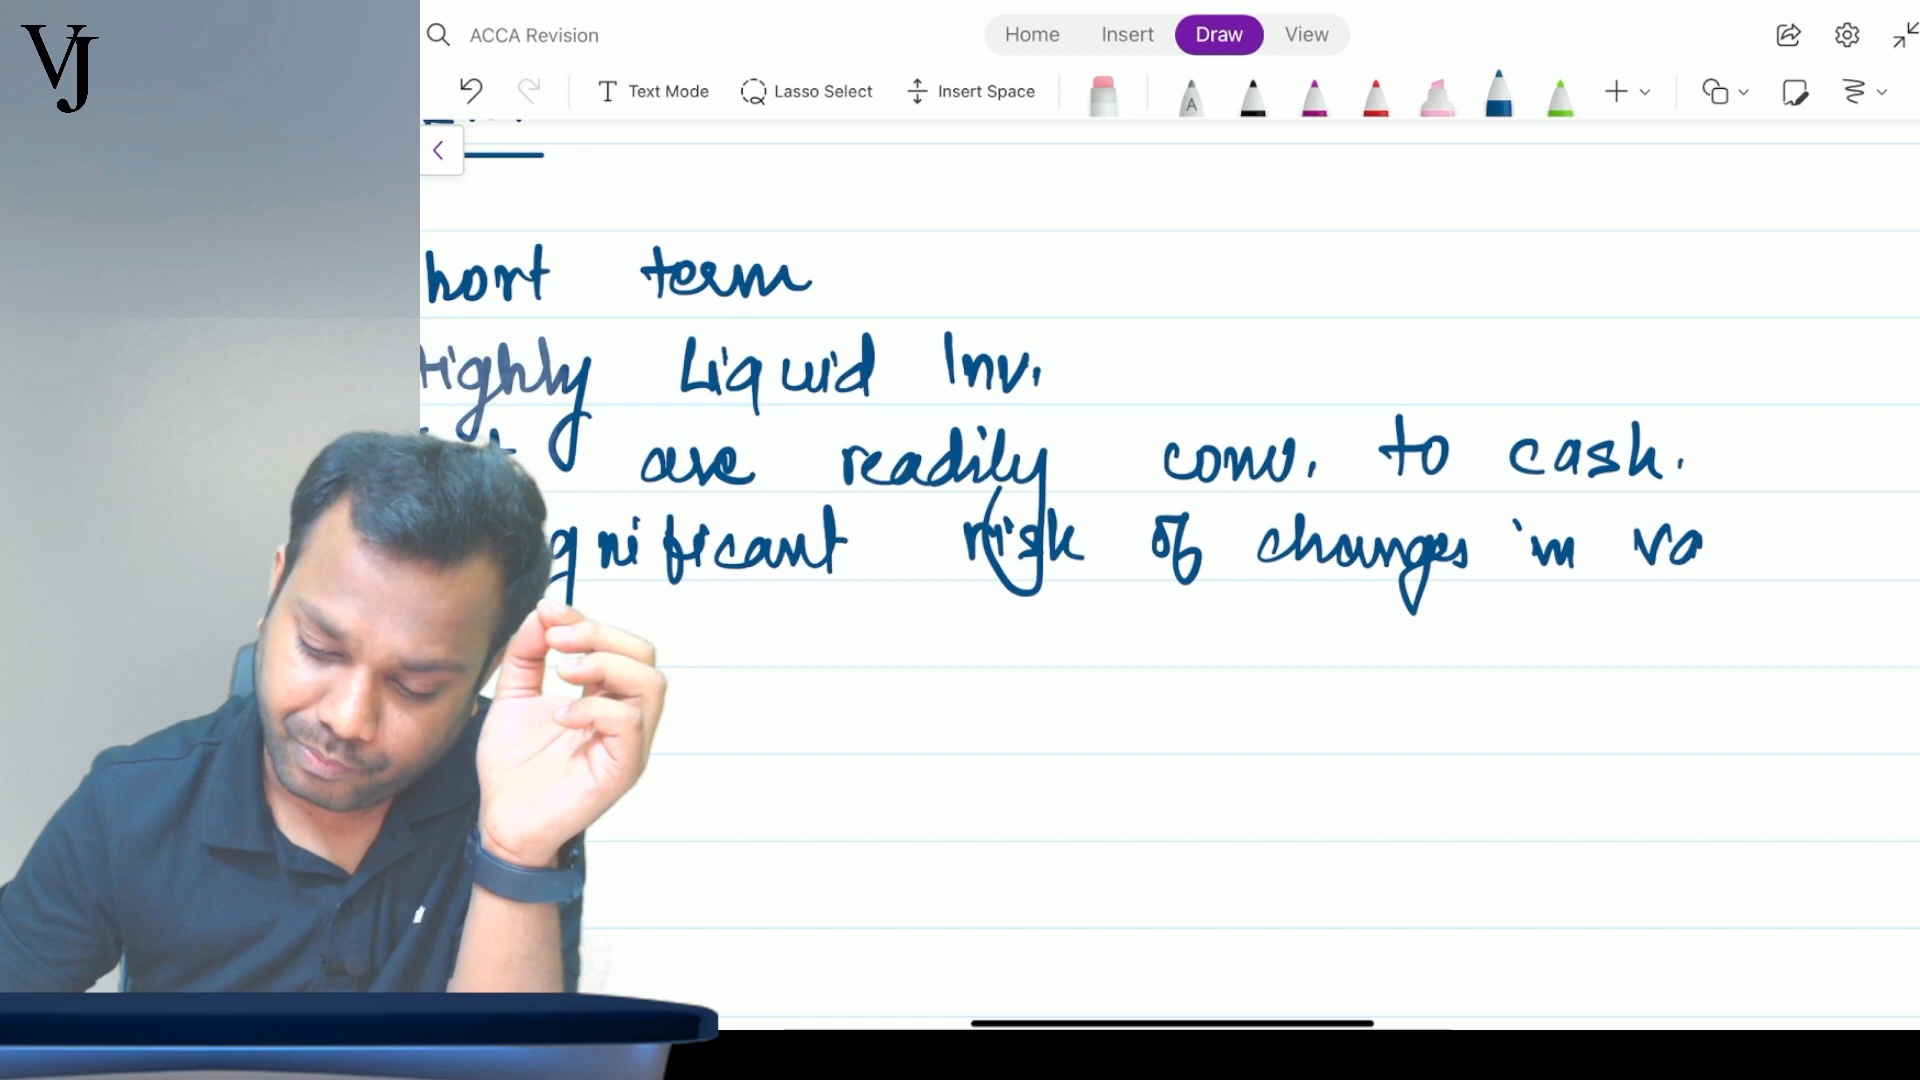 VJ
ACCA Revision
Home Insert Draw View
Text Mode Lasso Select Insert Space
A
hort term
Highly Liquid Inv.
are readily conv. to cash.
gnificant risk of changes in va